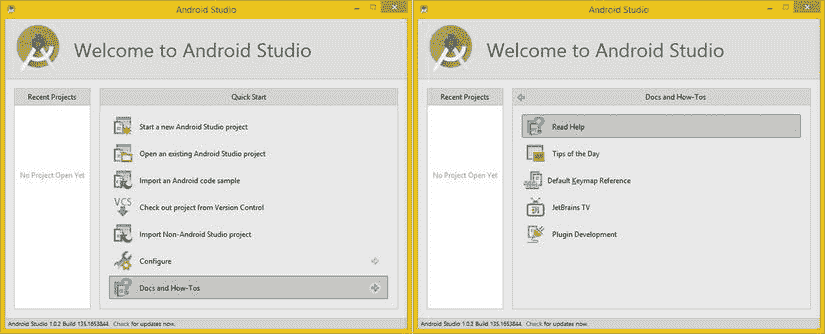 Android Studio
Welcome to Android Studio
Recent Projects
No Project Open Yet
Quick Start
Start a new Android Studio project
Open an existing Android Studio project
Import an Android code sample
VCS
Check out project from Version Control
Import Non-Android Studio project
Configure
Docs and How-Tos
Android Studio 1.0.2 Build 135.1653844. Check for updates now.
Android Studio
Welcome to Android Studio
Recent Projects
No Project Open Yet
Docs and How-Tos
Read Help
Tips of the Day
Default Keymap Reference
JetBrains TV
Plugin Development
Android Studio 1.0.2 Build 135.1653844. Check for updates now.